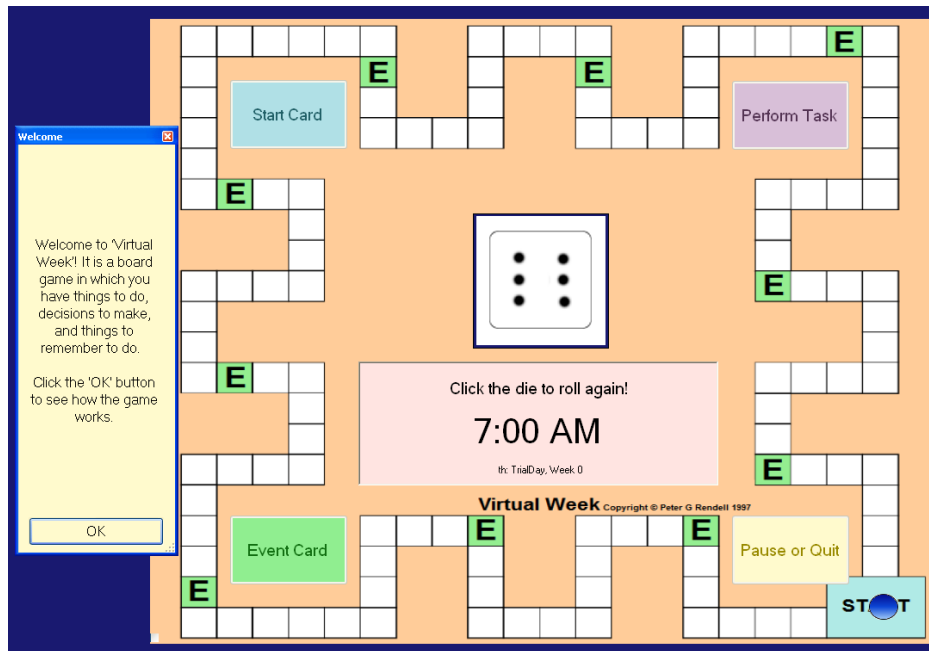 Welcome
Welcome to 'Virtual
Week'! It is a board
game in which you
have things to do,
decisions to make,
and things to
remember to do.
Click the 'OK' button
to see how the game
works.
OK
E
E
E
Start Card
Perform Task
E
E
E
Click the die to roll again!
7:00 AM
th: TrialDay, Week 0
E
Virtual Week Copyright © Peter G Rendell 1997
E
E
Event Card
Pause or Quit
E